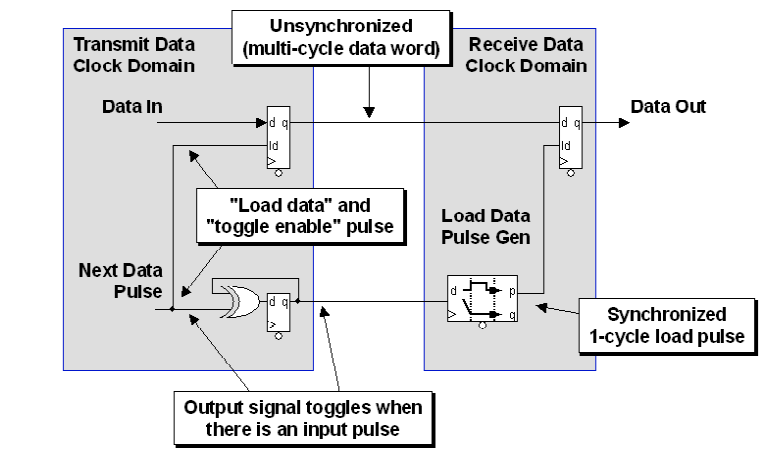 Unsynchronized
(multi-cycle data word)
Transmit Data
Clock Domain
Receive Data
Clock Domain
Data In
d q
ld
d q
ld
Data Out
"Load data" and
"toggle enable" pulse
Load Data
Pulse Gen
Next Data
Pulse
d q
d p
q
Synchronized
1-cycle load pulse
Output signal toggles when
there is an input pulse